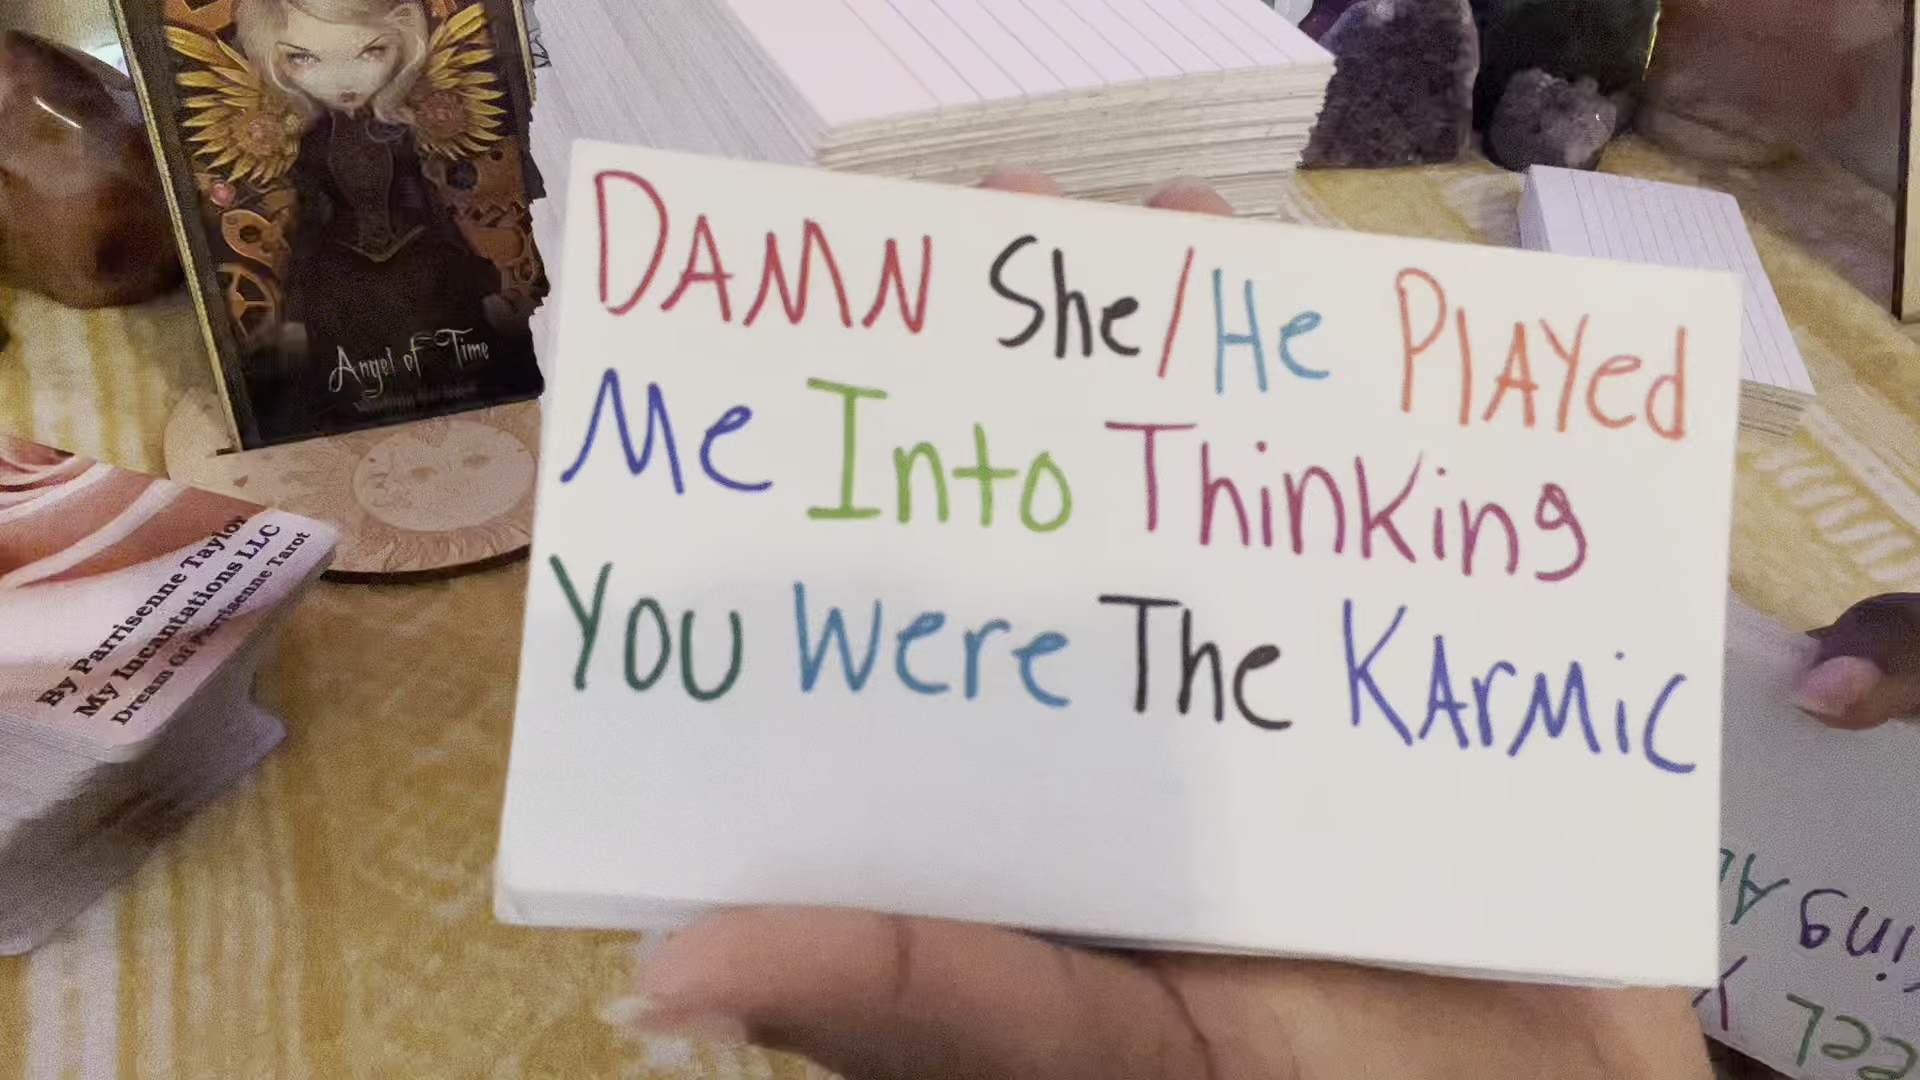 Angel of Time
By Parrisenne Taylor
My Incantations LLC
Dream Of Parrisenne Tarot
DAMN She/He PlAYed
Me Into Thinking
You Were The KArMic